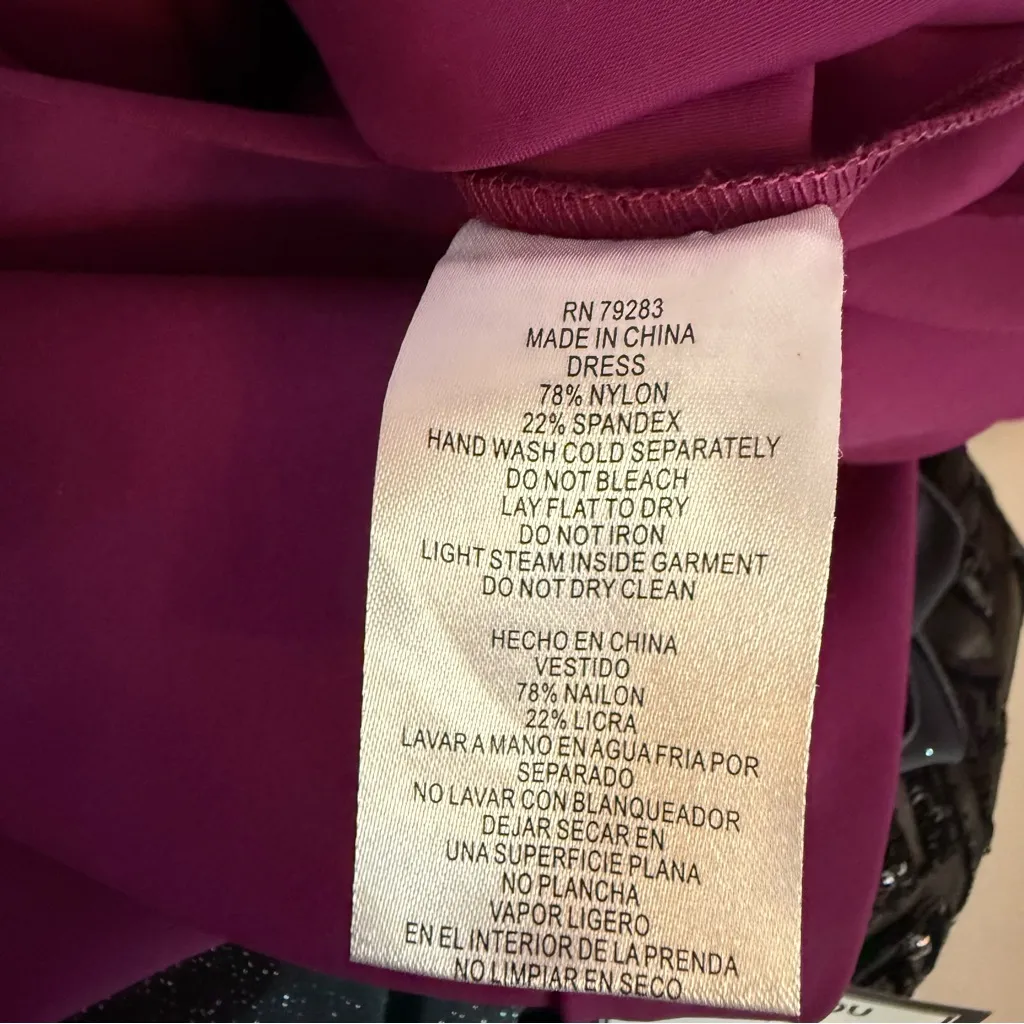 RN 79283
MADE IN CHINA
DRESS
78% NYLON
22% SPANDEX
HAND WASH COLD SEPARATELY
DO NOT BLEACH
LAY FLAT TO DRY
DO NOT IRON
LIGHT STEAM INSIDE GARMENT
DO NOT DRY CLEAN
HECHO EN CHINA
VESTIDO
78% NAILON
22% LICRA
LAVAR A MANO EN AGUA FRIA POR
SEPARADO
NO LAVAR CON BLANQUEADOR
DEJAR SECAR EN
UNA SUPERFICIE PLANA
NO PLANCHA
VAPOR LIGERO
EN EL INTERIOR DE LA PRENDA
NO LIMPIAR EN SECO